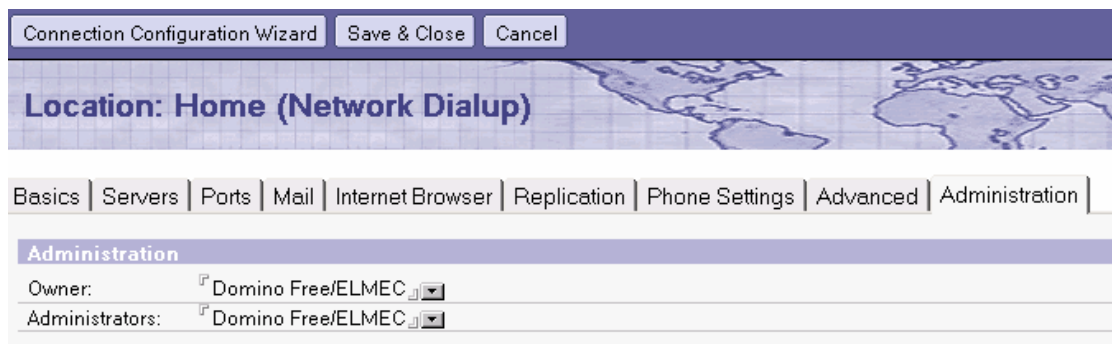 Connection Configuration Wizard Save & Close Cancel
Location: Home (Network Dialup)
Basics Servers Ports Mail Internet Browser Replication Phone Settings Advanced Administration
Administration
Owner: Domino Free/ELMEC
Administrators: Domino Free/ELMEC